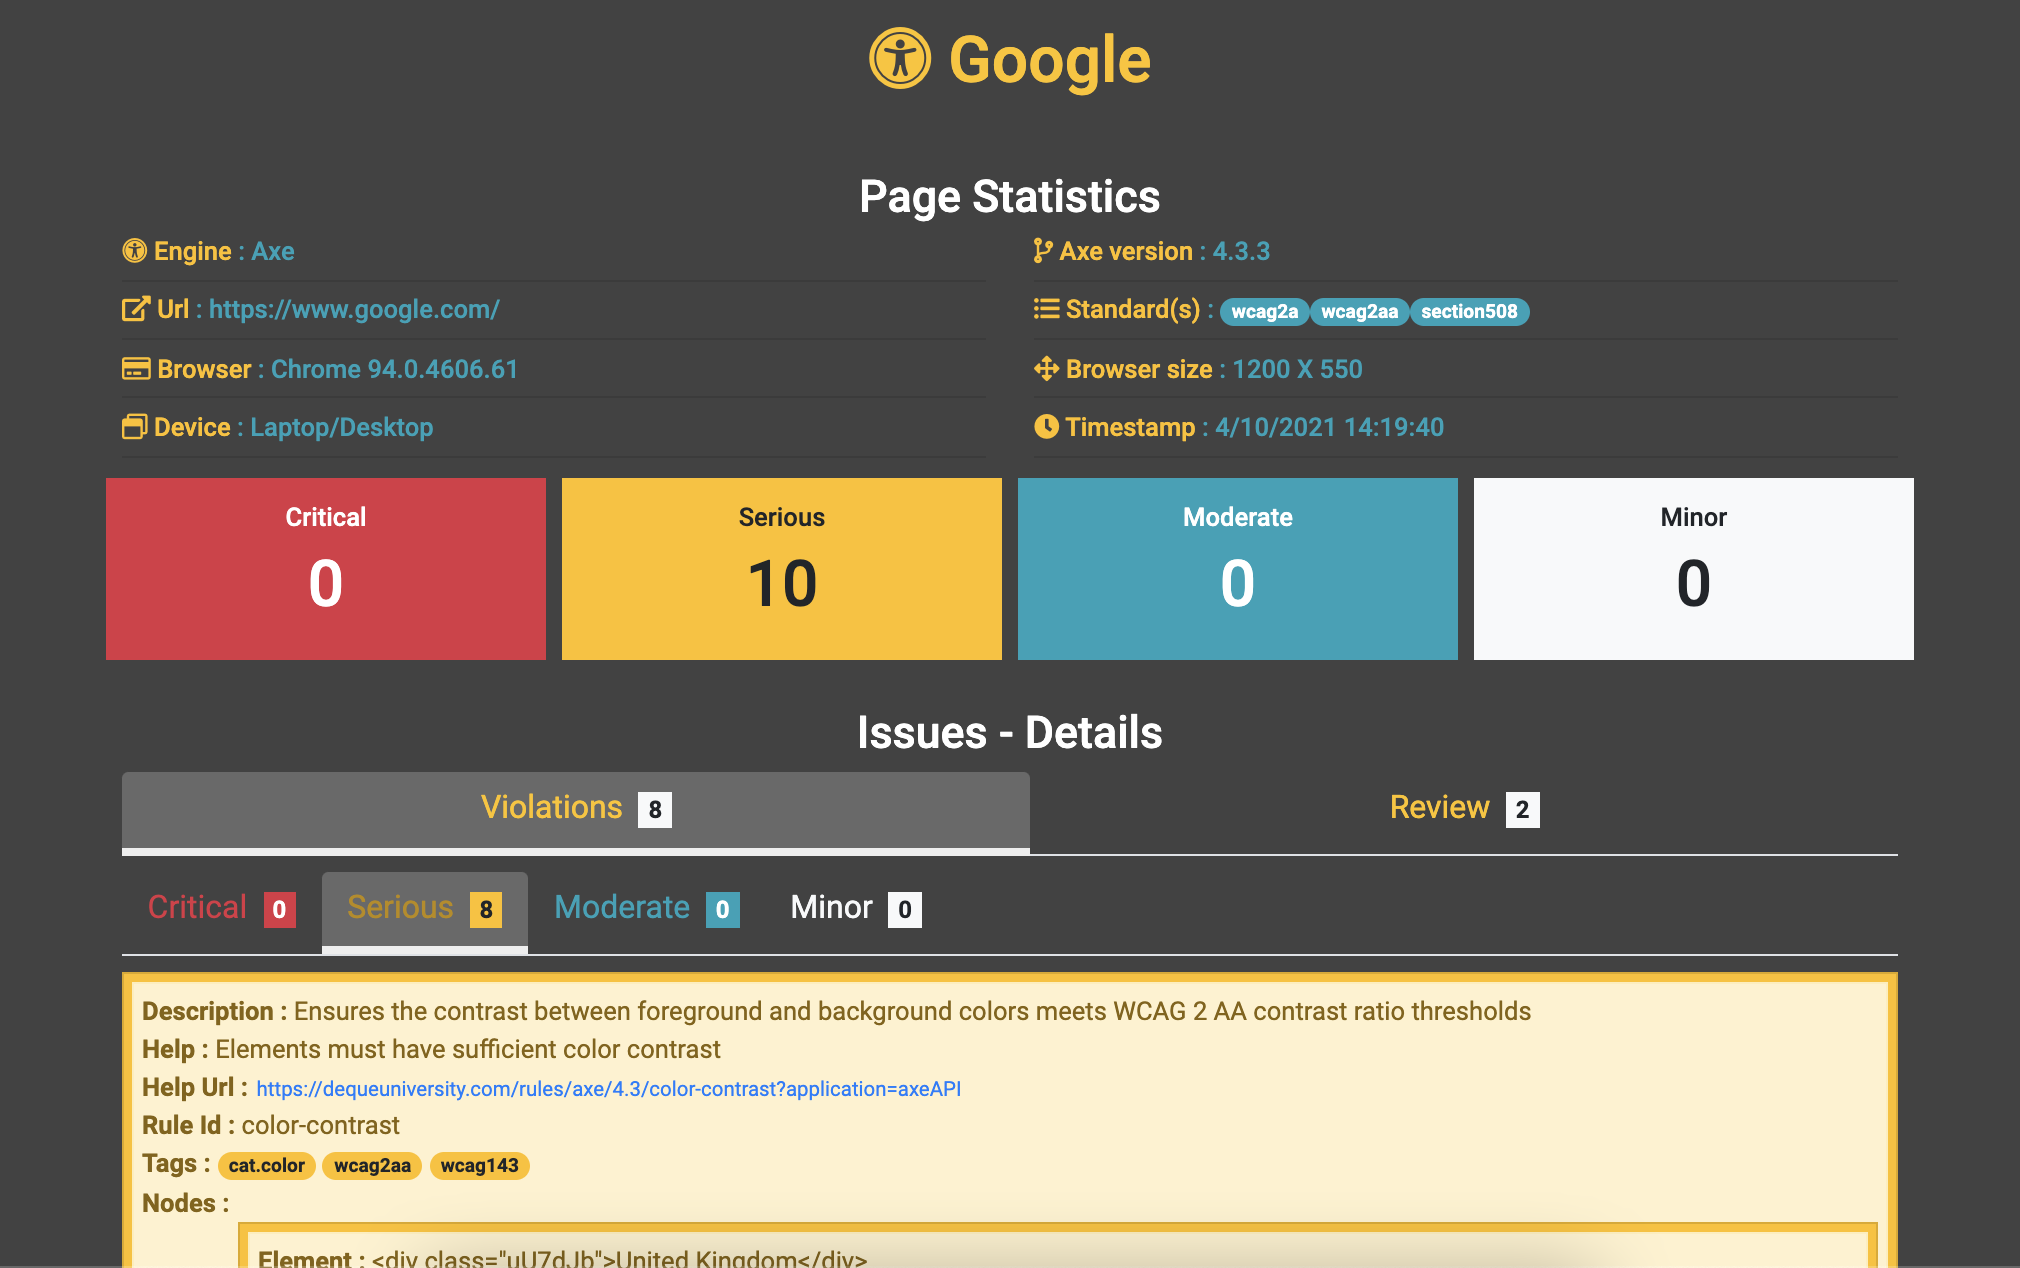 Google
Page Statistics
Engine : Axe
Axe version : 4.3.3
Url : https://www.google.com/
Standard(s) : wcag2a wcag2aa section508
Browser : Chrome 94.0.4606.61
Browser size : 1200 X 550
Device : Laptop/Desktop
Timestamp : 4/10/2021 14:19:40
Critical
0
Serious
10
Moderate
0
Minor
0
Issues - Details
Violations 8
Review 2
Critical 0
Serious 8
Moderate 0
Minor 0
Description : Ensures the contrast between foreground and background colors meets WCAG 2 AA contrast ratio thresholds
Help : Elements must have sufficient color contrast
Help Url : https://dequeuniversity.com/rules/axe/4.3/color-contrast?application=axeAPI
Rule Id : color-contrast
Tags : cat.color wcag2aa wcag143
Nodes :
Element : <div class="uU7dJb">United Kingdom</div>